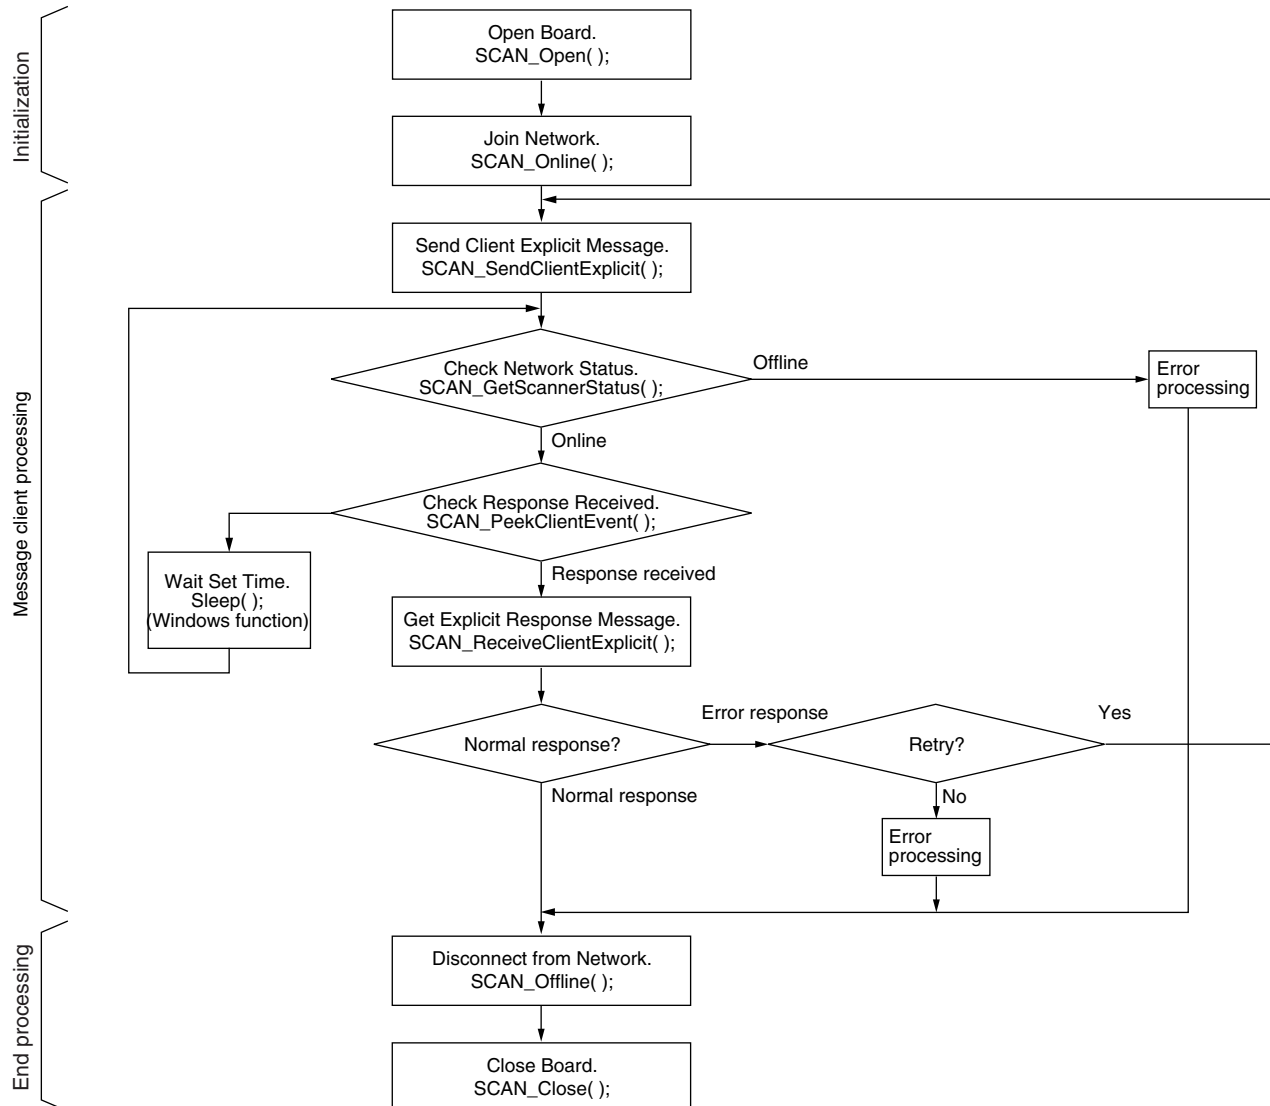 Initialization
Open Board.
SCAN_Open( );
Join Network.
SCAN_Online( );
Message client processing
Send Client Explicit Message.
SCAN_SendClientExplicit( );
Check Network Status.
SCAN_GetScannerStatus( );
Offline
Error
processing
Online
Check Response Received.
SCAN_PeekClientEvent( );
Wait Set Time.
Sleep( );
(Windows function)
Response received
Get Explicit Response Message.
SCAN_ReceiveClientExplicit( );
Normal response?
Error response
Retry?
Yes
Normal response
No
Error
processing
End processing
Disconnect from Network.
SCAN_Offline( );
Close Board.
SCAN_Close( );